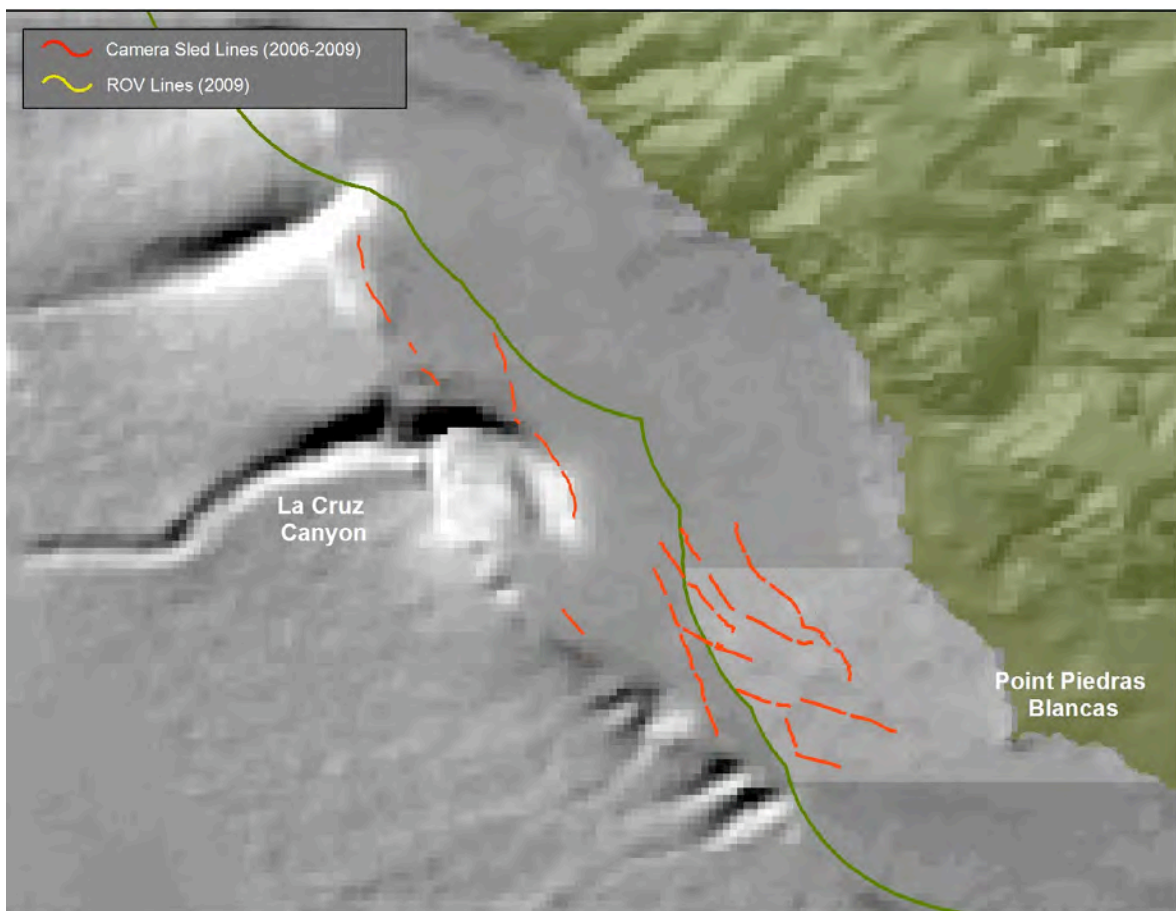 Camera Sled Lines (2006-2009)
ROV Lines (2009)
La Cruz
Canyon
Point Piedras
Blancas